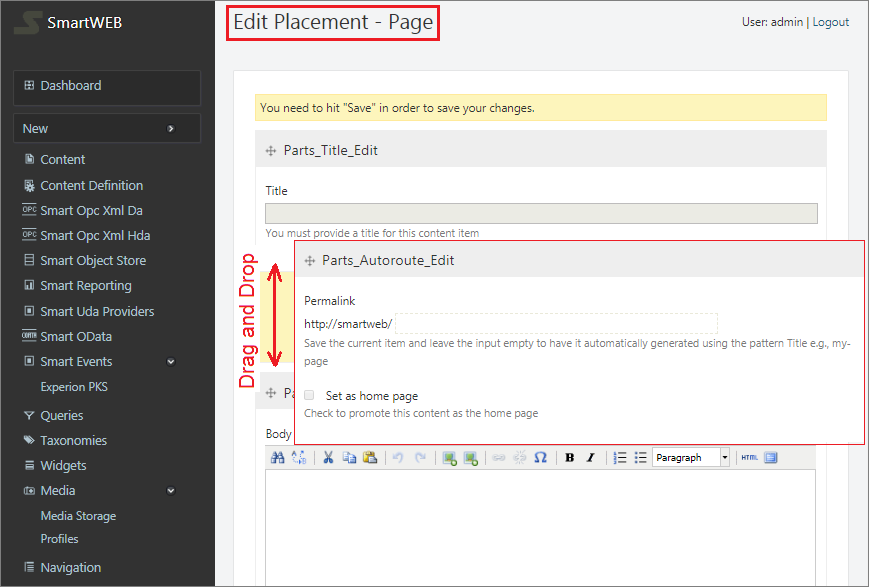 SmartWEB
Edit Placement - Page
User: admin | Logout
Dashboard
New
Content
Content Definition
OPC Smart Opc Xml Da
OPC Smart Opc Xml Hda
Smart Object Store
Smart Reporting
Smart Uda Providers
Smart OData
Smart Events
Experion PKS
Queries
Taxonomies
Widgets
Media
Media Storage
Profiles
Navigation
You need to hit "Save" in order to save your changes.
Parts_Title_Edit
Title
You must provide a title for this content item
Drag and Drop
Parts_Autoroute_Edit
Permalink
http://smartweb/
Save the current item and leave the input empty to have it automatically generated using the pattern Title e.g., my-
page
Set as home page
Check to promote this content as the home page
Body
B I Paragraph HTML